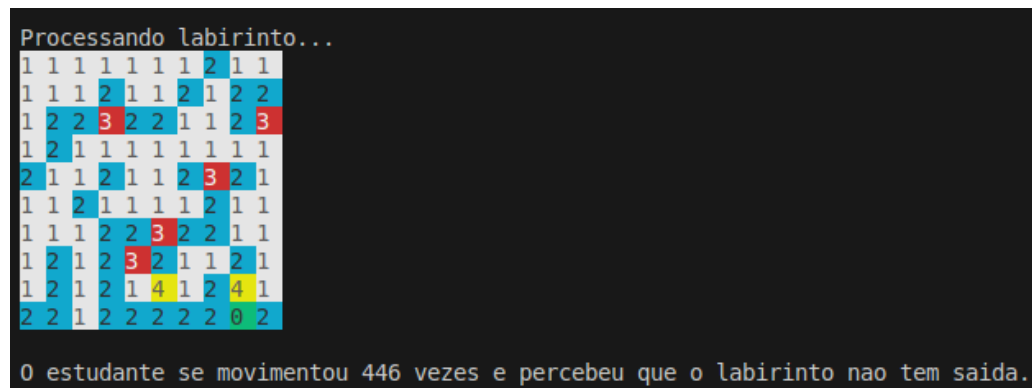 Processando labirinto...
1 1 1 1 1 1 1 2 1 1
1 1 1 2 1 1 2 1 2 2
1 2 2 3 2 2 1 1 2 3
1 2 1 1 1 1 1 1 1 1
2 1 1 2 1 1 2 3 2 1
1 1 2 1 1 1 1 2 1 1
1 1 1 2 2 3 2 2 1 1
1 2 1 2 3 2 1 1 2 1
1 2 1 2 1 4 1 2 4 1
2 2 1 2 2 2 2 2 0 2
O estudante se movimentou 446 vezes e percebeu que o labirinto nao tem saida.